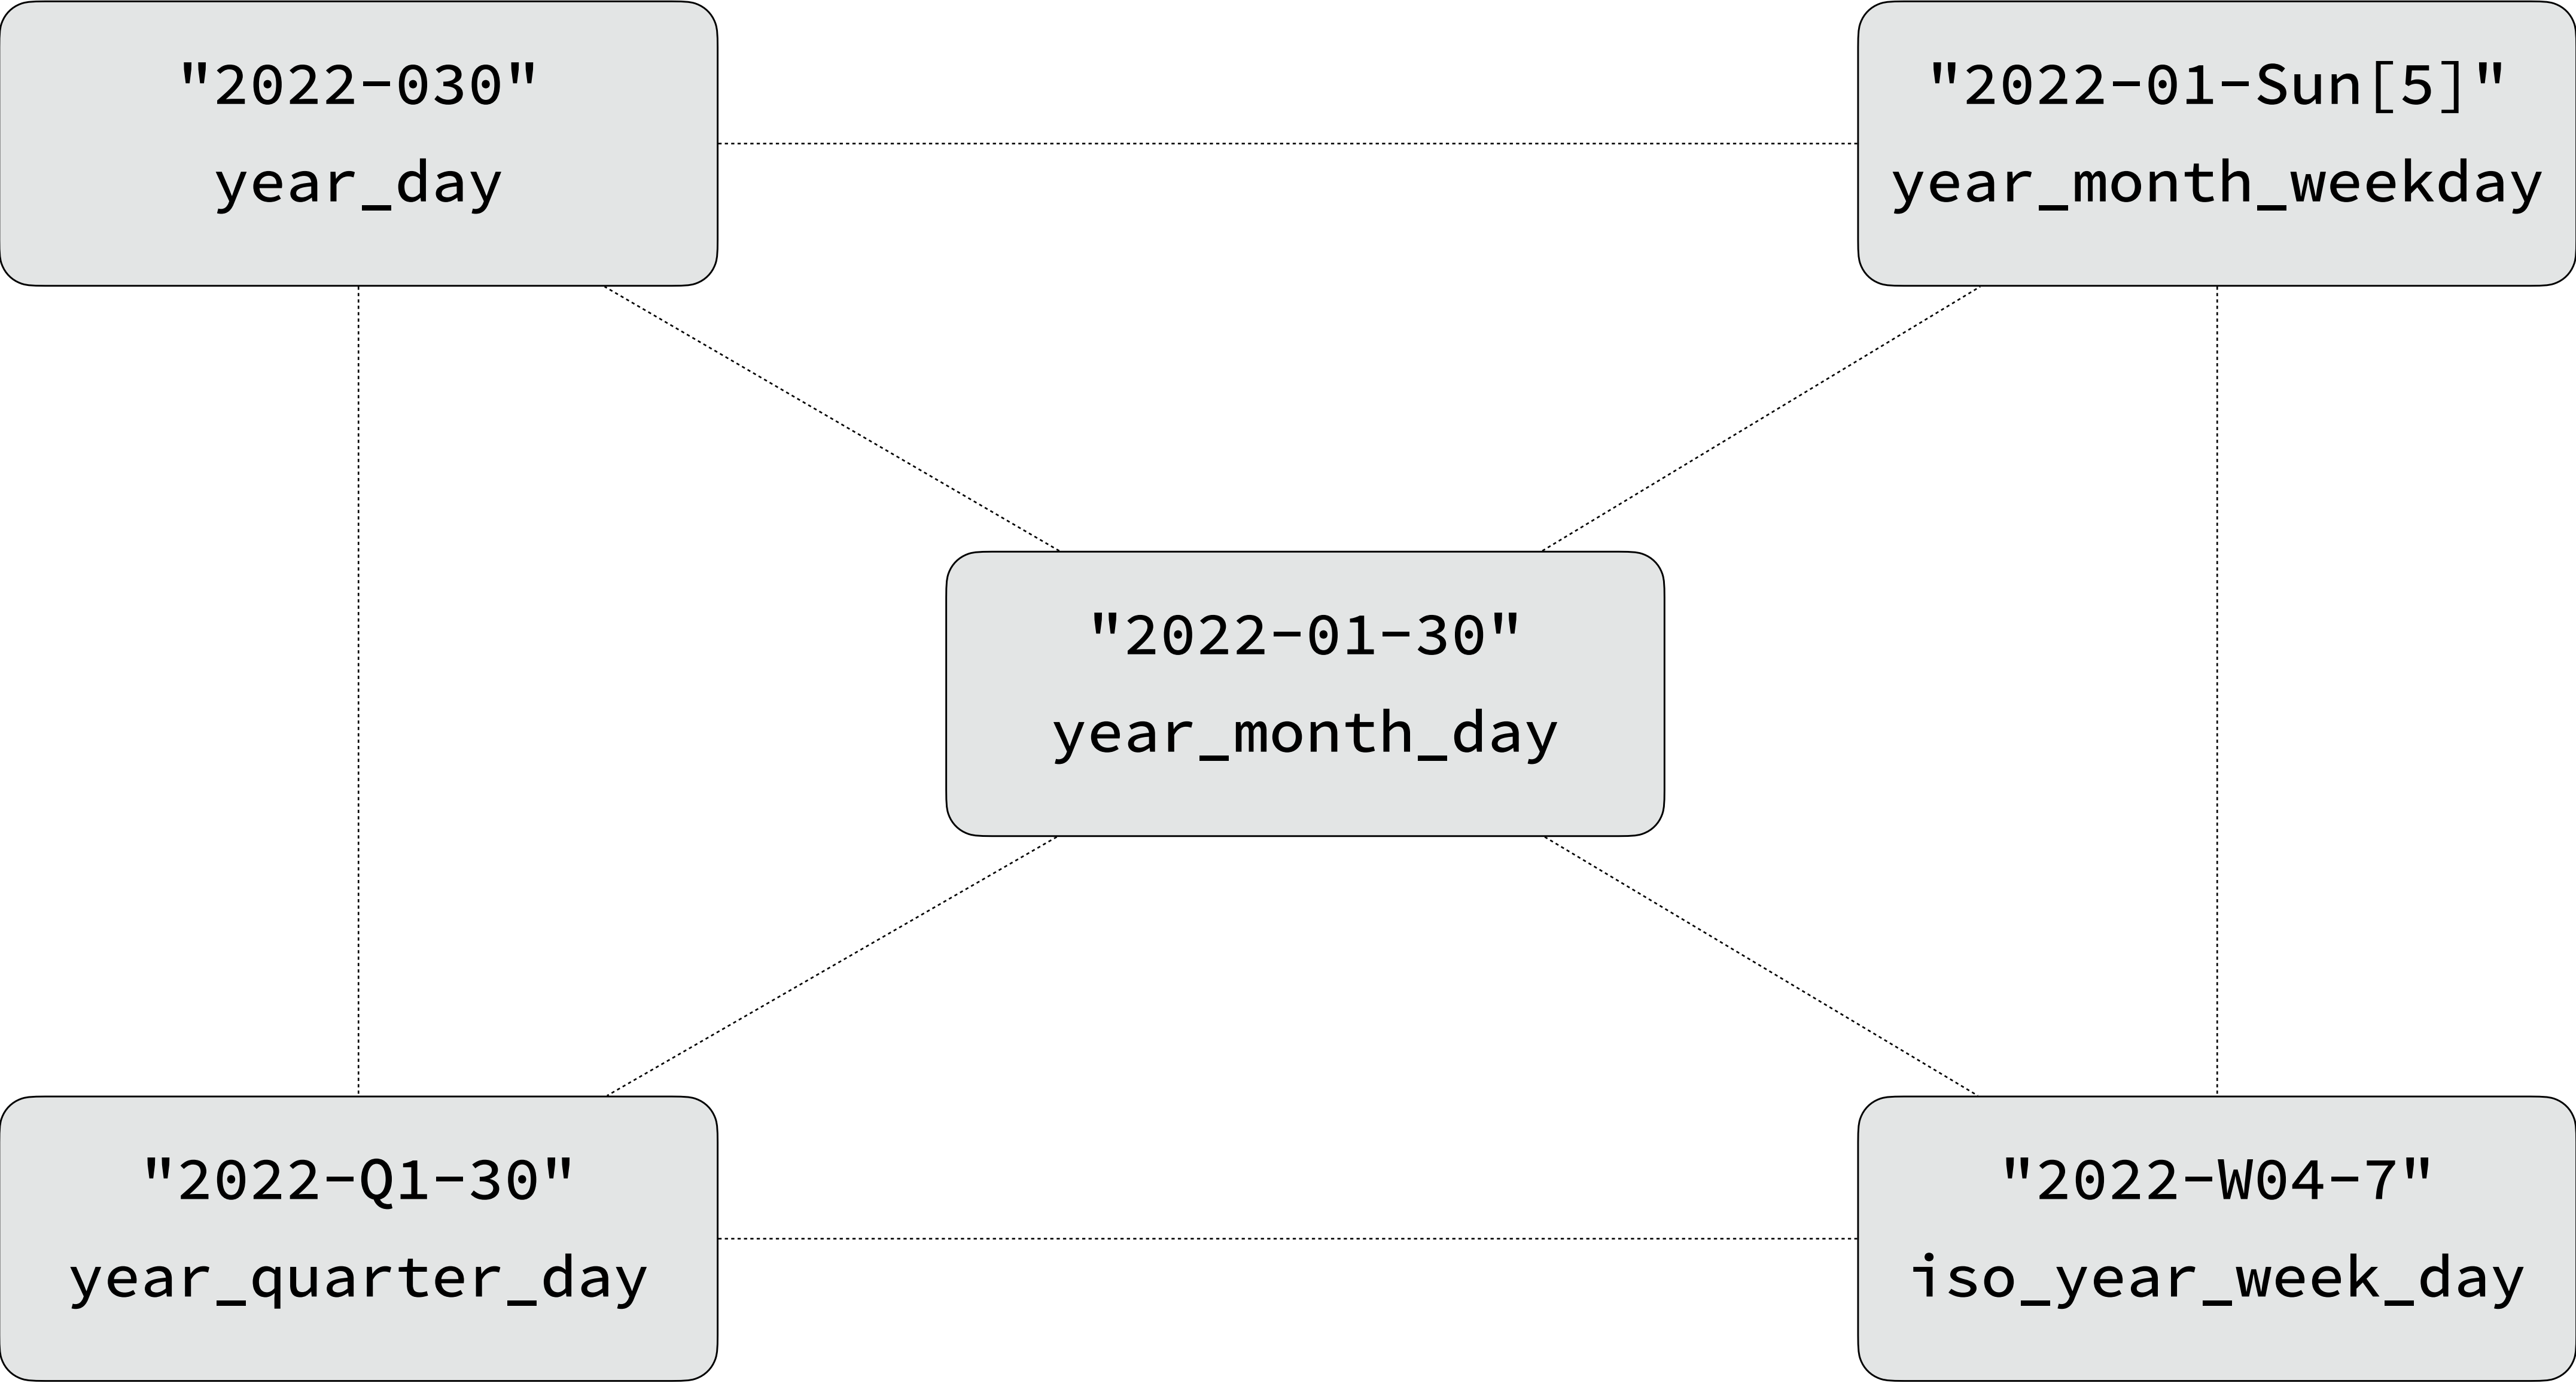 "2022-030"
year_day
"2022-01-Sun[5]"
year_month_weekday
"2022-01-30"
year_month_day
"2022-Q1-30"
year_quarter_day
"2022-W04-7"
iso_year_week_day